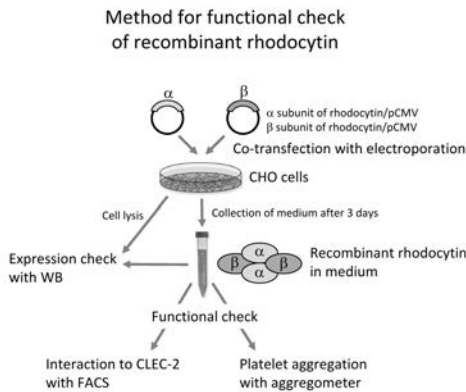 Method for functional check
of recombinant rhodocytin
α
β
α subunit of rhodocytin/pCMV
β subunit of rhodocytin/pCMV
Co-transfection with electroporation
CHO cells
Cell lysis
Collection of medium after 3 days
Expression check
with WB
α
β
β
α
Recombinant rhodocytin
in medium
Functional check
Interaction to CLEC-2
with FACS
Platelet aggregation
with aggregometer